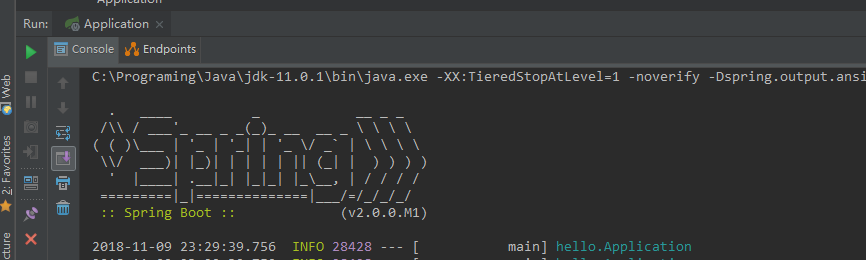 Application
Run: Application ×
Console Endpoints
C:\Programing\Java\jdk-11.0.1\bin\java.exe -XX:TieredStopAtLevel=1 -noverify -Dspring.output.ansi
Web
2: Favorites
  .   ____          _            __ _ _
 /\\ / ___'_ __ _ _(_)_ __  __ _ \ \ \ \
( ( )\___ | '_ | '_| | '_ \/ _` | \ \ \ \
 \\/  ___)| |_)| | | | | || (_| |  ) ) ) )
  '  |____| .__|_| |_|_| |_\__, | / / / /
 =========|_|==============|___/=/_/_/_/
 :: Spring Boot ::             (v2.0.0.M1)
2018-11-09 23:29:39.756  INFO 28428 --- [           main] hello.Application